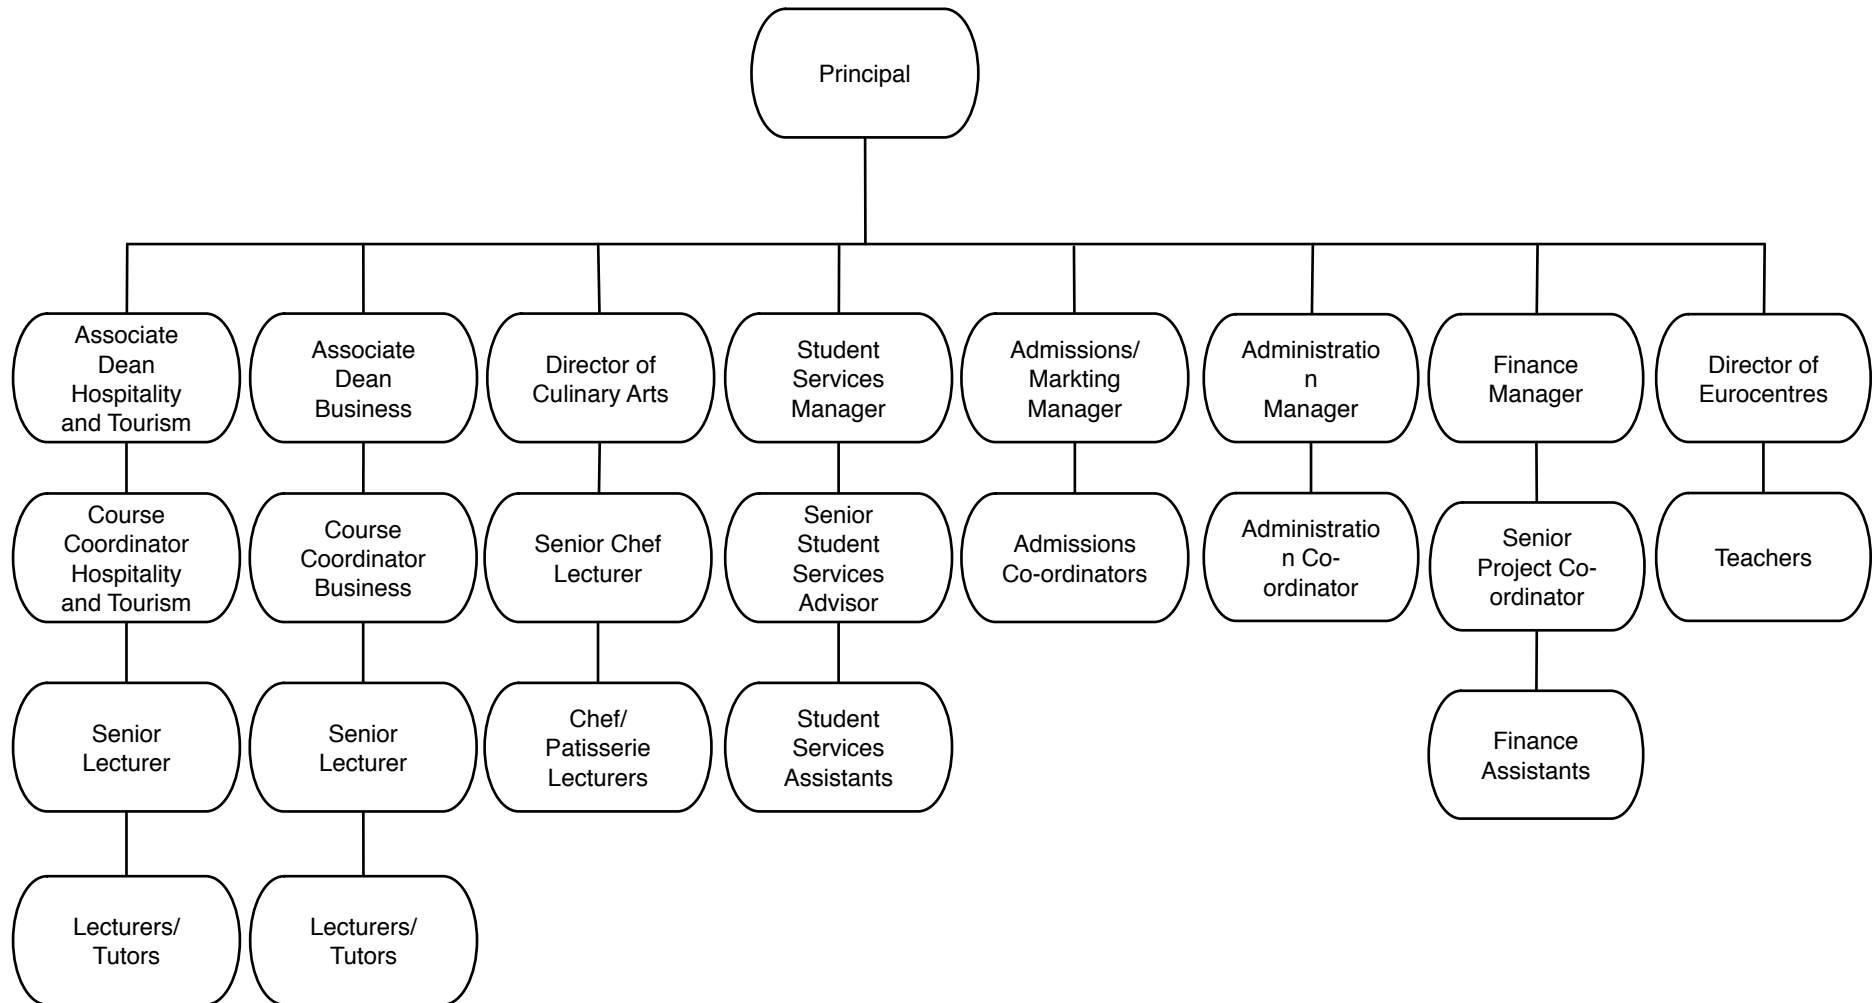 Principal
Associate
Dean
Hospitality
and Tourism
Associate
Dean
Business
Director of
Culinary Arts
Student
Services
Manager
Admissions/
Markting
Manager
Administratio
n
Manager
Finance
Manager
Director of
Eurocentres
Course
Coordinator
Hospitality
and Tourism
Course
Coordinator
Business
Senior Chef
Lecturer
Senior
Student
Services
Advisor
Admissions
Co-ordinators
Administratio
n Co-
ordinator
Senior
Project Co-
ordinator
Teachers
Senior
Lecturer
Senior
Lecturer
Chef/
Patisserie
Lecturers
Student
Services
Assistants
Finance
Assistants
Lecturers/
Tutors
Lecturers/
Tutors